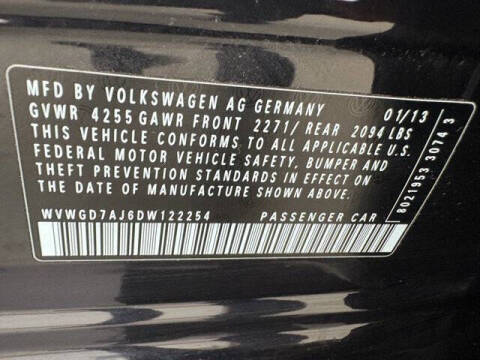 MFD BY VOLKSWAGEN AG GERMANY 01/13
GVWR 4255 GAWR FRONT 2271/ REAR 2094 LBS
THIS VEHICLE CONFORMS TO ALL APPLICABLE U.S.
FEDERAL MOTOR VEHICLE SAFETY, BUMPER AND
THEFT PREVENTION STANDARDS IN EFFECT ON
THE DATE OF MANUFACTURE SHOWN ABOVE.
WVWGD7AJ6DW122254 PASSENGER CAR
8021953 3074 3